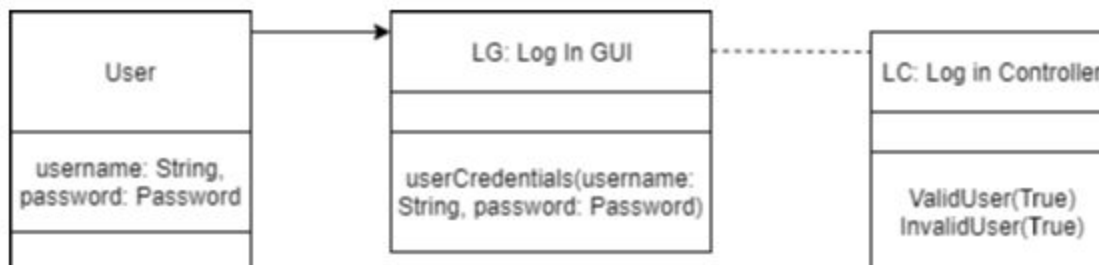 User
username: String,
password: Password
LG: Log In GUI
userCredentials(username:
String, password: Password)
LC: Log in Controller
ValidUser(True)
InvalidUser(True)